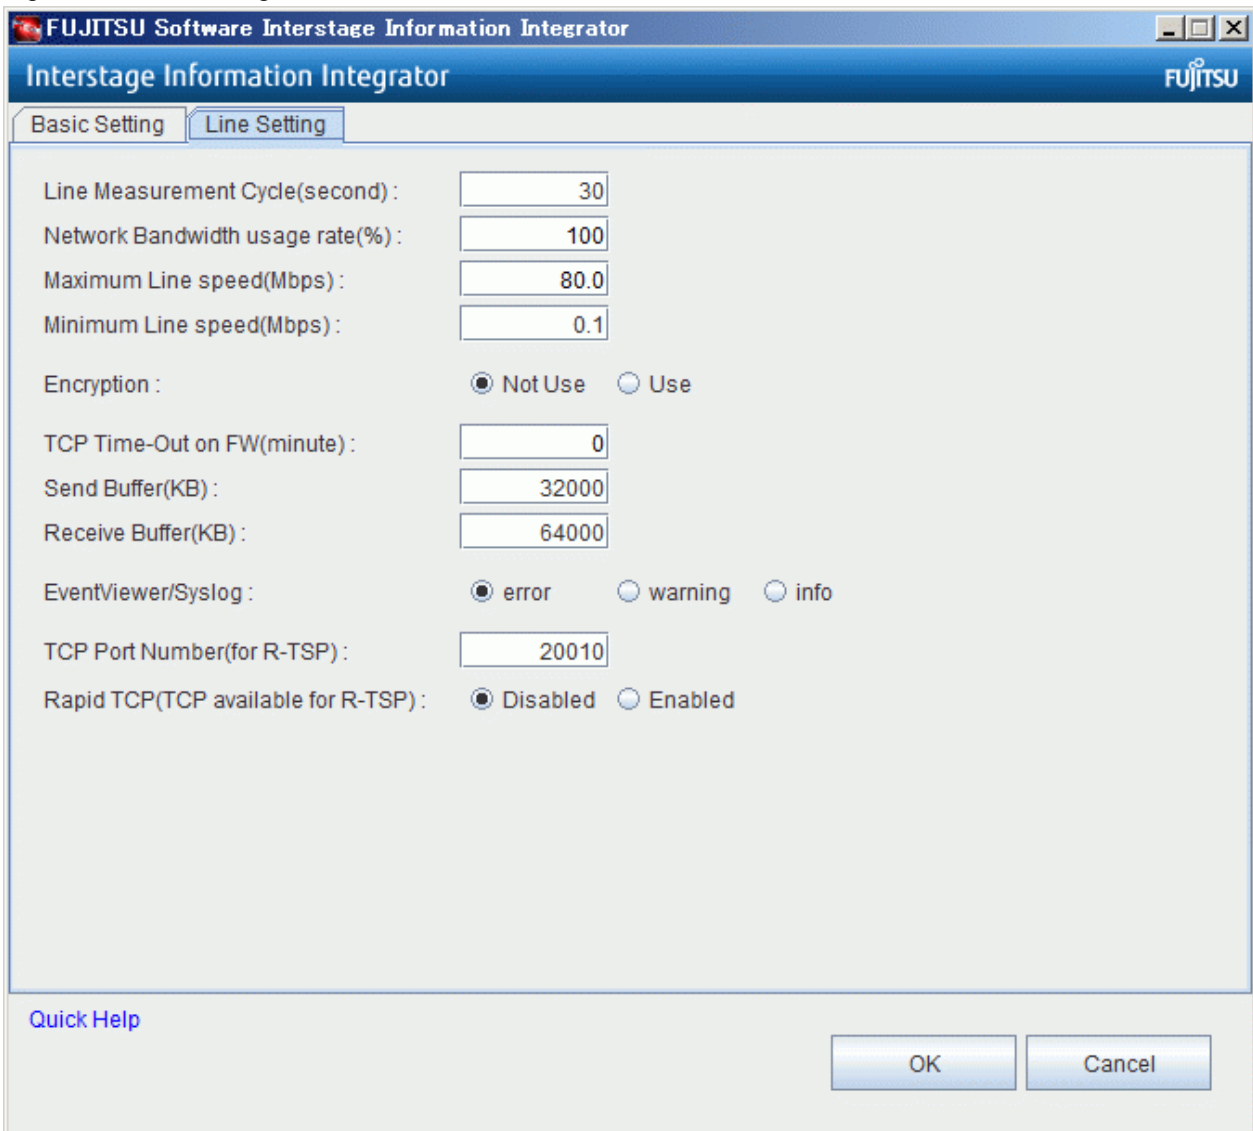 FUJITSU Software Interstage Information Integrator
Interstage Information Integrator
FUJITSU
Basic Setting
Line Setting
Line Measurement Cycle(second) : 30
Network Bandwidth usage rate(%) : 100
Maximum Line speed(Mbps) : 80.0
Minimum Line speed(Mbps) : 0.1
Encryption : Not Use Use
TCP Time-Out on FW(minute) : 0
Send Buffer(KB) : 32000
Receive Buffer(KB) : 64000
EventViewer/Syslog : error warning info
TCP Port Number(for R-TSP) : 20010
Rapid TCP(TCP available for R-TSP) : Disabled Enabled
Quick Help
OK Cancel